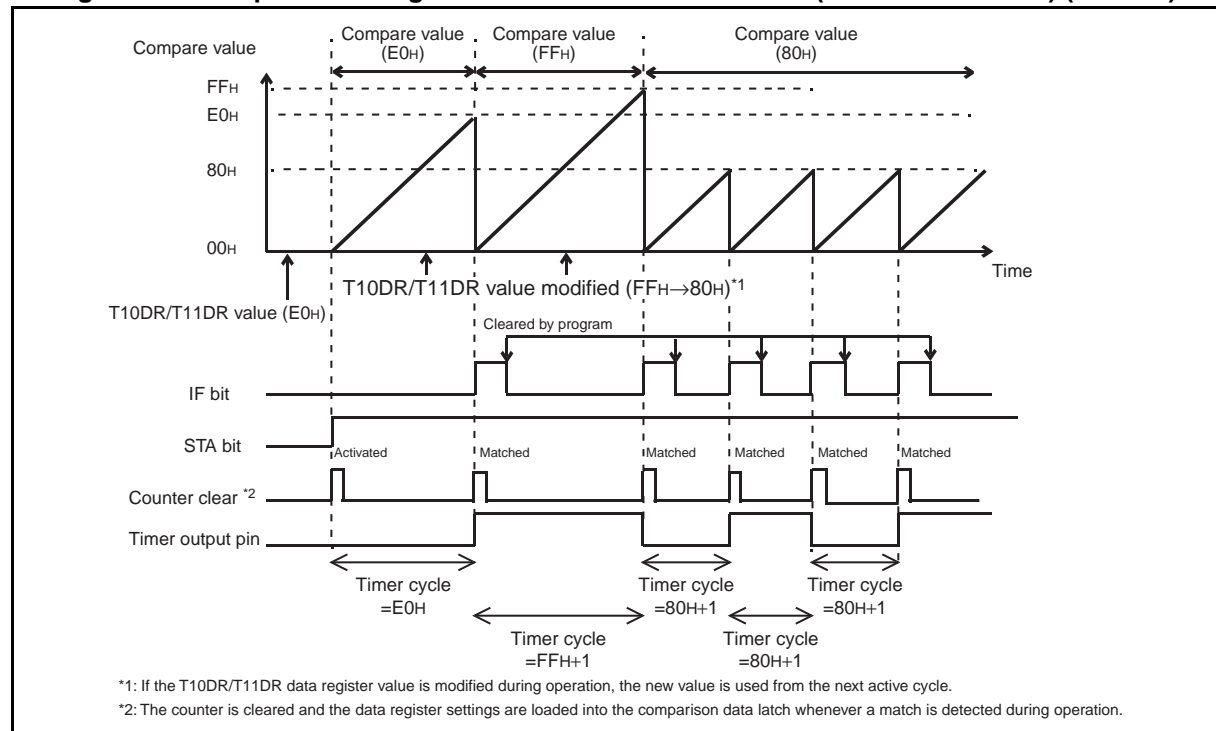 Compare value
Compare value
(E0H)
Compare value
(FFH)
Compare value
(80H)
FFH
E0H
80H
00H
Time
T10DR/T11DR value modified (FFH→80H)*1
T10DR/T11DR value (E0H)
Cleared by program
IF bit
STA bit
Activated
Matched
Matched
Matched
Matched
Matched
Counter clear *2
Timer output pin
Timer cycle
=E0H
Timer cycle
=80H+1
Timer cycle
=80H+1
Timer cycle
=FFH+1
Timer cycle
=80H+1
*1: If the T10DR/T11DR data register value is modified during operation, the new value is used from the next active cycle.
*2: The counter is cleared and the data register settings are loaded into the comparison data latch whenever a match is detected during operation.